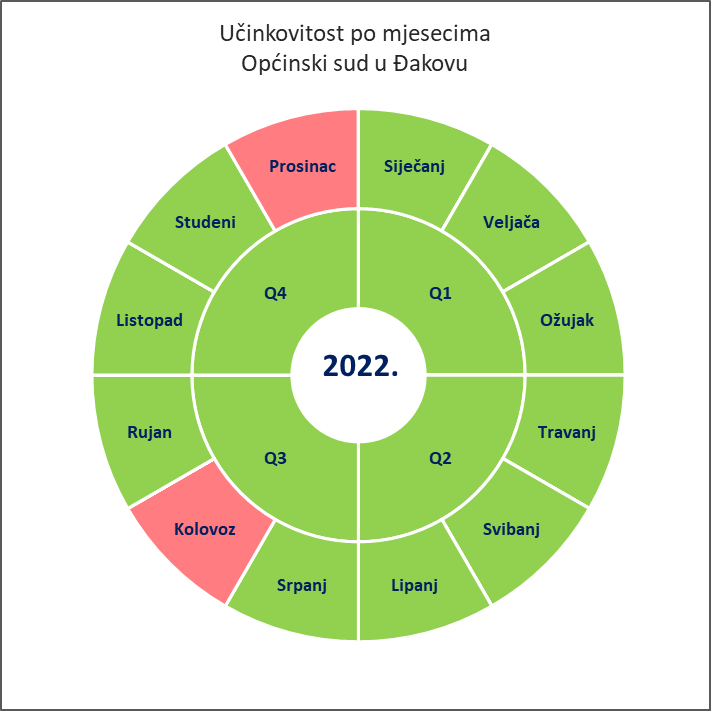 Učinkovitost po mjesecima
Općinski sud u Đakovu
Prosinac
Siječanj
Studeni
Veljača
Q4
Q1
Listopad
Ožujak
2022.
Rujan
Travanj
Q3
Q2
Kolovoz
Svibanj
Srpanj
Lipanj